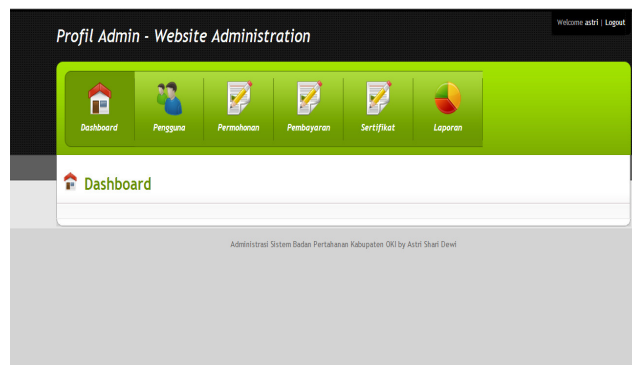 Welcome astri | Logout
Profil Admin - Website Administration
Dashboard Pengguna Permohonan Pembayaran Sertifikat Laporan
Dashboard
Administrasi Sistem Badan Pertahanan Kabupaten OKI by Astri Shari Dewi